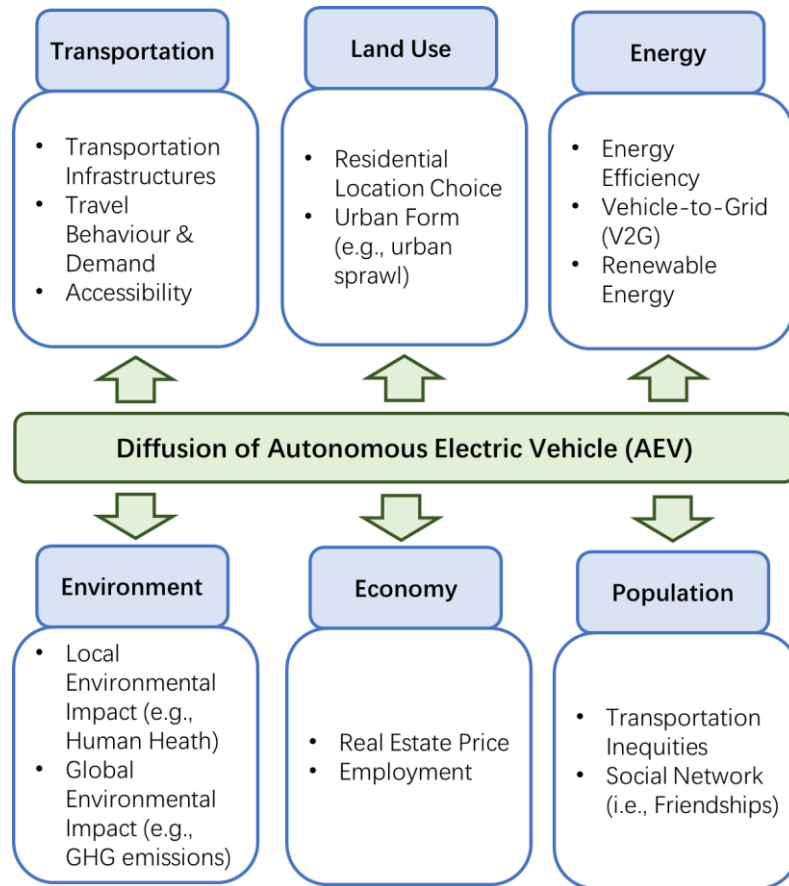 Transportation
• Transportation
Infrastructures
• Travel
Behaviour &
Demand
• Accessibility
Land Use
• Residential
Location Choice
• Urban Form
(e.g., urban
sprawl)
Energy
• Energy
Efficiency
• Vehicle-to-Grid
(V2G)
• Renewable
Energy
Diffusion of Autonomous Electric Vehicle (AEV)
Environment
• Local
Environmental
Impact (e.g.,
Human Heath)
• Global
Environmental
Impact (e.g.,
GHG emissions)
Economy
• Real Estate Price
• Employment
Population
• Transportation
Inequities
• Social Network
(i.e., Friendships)